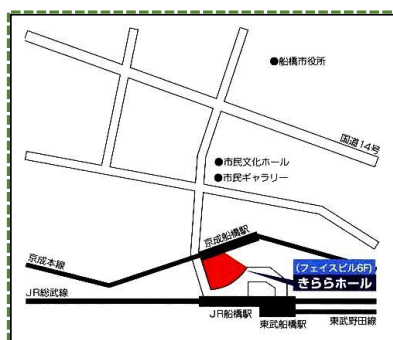 ●船橋市役所
国道14号
●市民文化ホール
●市民ギャラリー
京成船橋駅
京成本線
(フェイスビル6F)
きららホール
JR総武線
JR船橋駅
東武船橋駅
東武野田線